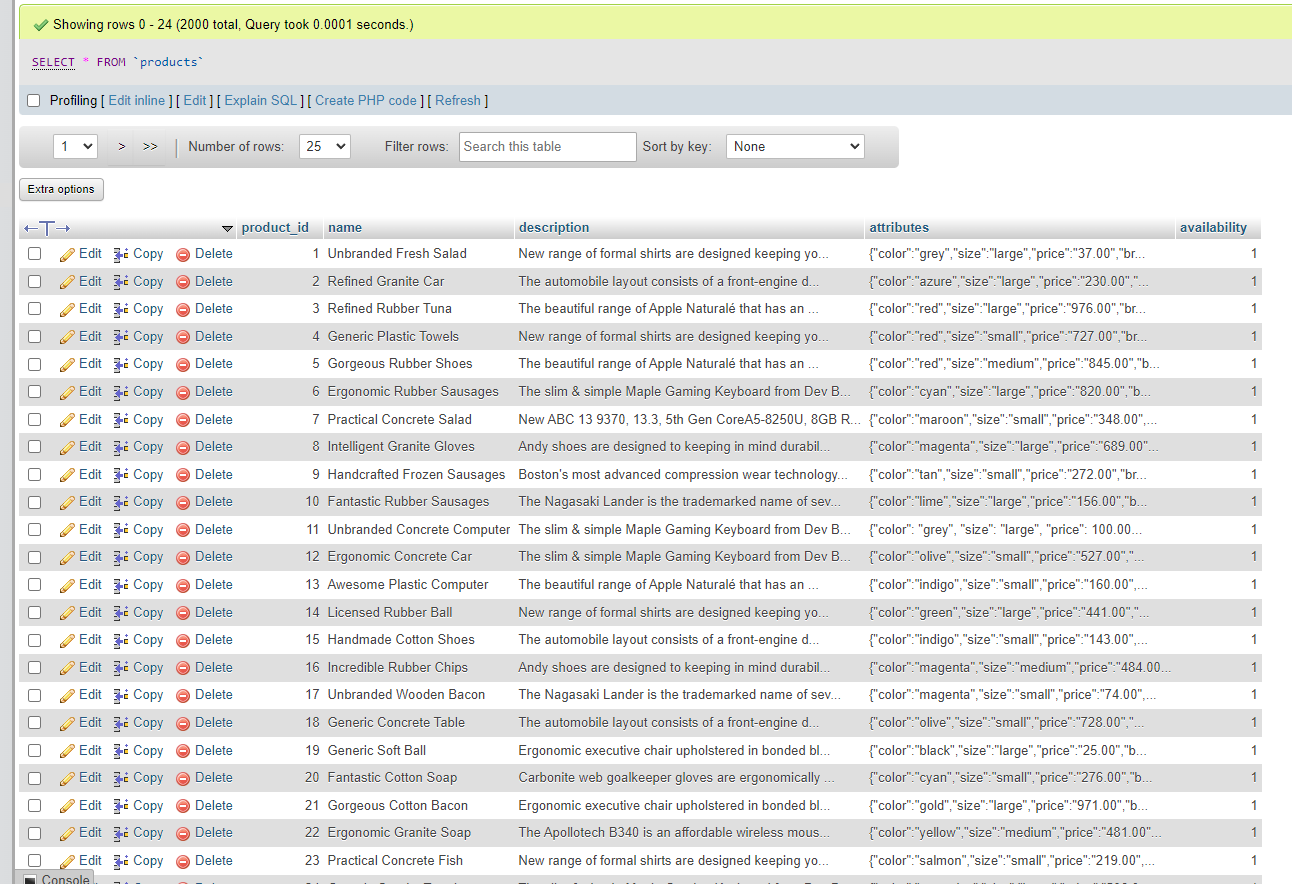 Showing rows 0 - 24 (2000 total, Query took 0.0001 seconds.)
SELECT * FROM `products`
Profiling [ Edit inline ] [ Edit ] [ Explain SQL ] [ Create PHP code ] [ Refresh ]
1 > >> Number of rows: 25 Filter rows: Search this table Sort by key: None
Extra options
←T→ product_id name description attributes availability
Edit Copy Delete 1 Unbranded Fresh Salad New range of formal shirts are designed keeping yo... {"color":"grey","size":"large","price":"37.00","br... 1
Edit Copy Delete 2 Refined Granite Car The automobile layout consists of a front-engine d... {"color":"azure","size":"large","price":"230.00","... 1
Edit Copy Delete 3 Refined Rubber Tuna The beautiful range of Apple Naturalé that has an ... {"color":"red","size":"large","price":"976.00","br... 1
Edit Copy Delete 4 Generic Plastic Towels New range of formal shirts are designed keeping yo... {"color":"red","size":"small","price":"727.00","br... 1
Edit Copy Delete 5 Gorgeous Rubber Shoes The beautiful range of Apple Naturalé that has an ... {"color":"red","size":"medium","price":"845.00","b... 1
Edit Copy Delete 6 Ergonomic Rubber Sausages The slim & simple Maple Gaming Keyboard from Dev B... {"color":"cyan","size":"large","price":"820.00","b... 1
Edit Copy Delete 7 Practical Concrete Salad New ABC 13 9370, 13.3, 5th Gen CoreA5-8250U, 8GB R... {"color":"maroon","size":"small","price":"348.00",... 1
Edit Copy Delete 8 Intelligent Granite Gloves Andy shoes are designed to keeping in mind durabil... {"color":"magenta","size":"large","price":"689.00"... 1
Edit Copy Delete 9 Handcrafted Frozen Sausages Boston's most advanced compression wear technology... {"color":"tan","size":"small","price":"272.00","br... 1
Edit Copy Delete 10 Fantastic Rubber Sausages The Nagasaki Lander is the trademarked name of sev... {"color":"lime","size":"large","price":"156.00","b... 1
Edit Copy Delete 11 Unbranded Concrete Computer The slim & simple Maple Gaming Keyboard from Dev B... {"color": "grey", "size": "large", "price": 100.00... 1
Edit Copy Delete 12 Ergonomic Concrete Car The slim & simple Maple Gaming Keyboard from Dev B... {"color":"olive","size":"small","price":"527.00","... 1
Edit Copy Delete 13 Awesome Plastic Computer The beautiful range of Apple Naturalé that has an ... {"color":"indigo","size":"small","price":"160.00",... 1
Edit Copy Delete 14 Licensed Rubber Ball New range of formal shirts are designed keeping yo... {"color":"green","size":"large","price":"441.00","... 1
Edit Copy Delete 15 Handmade Cotton Shoes The automobile layout consists of a front-engine d... {"color":"indigo","size":"small","price":"143.00",... 1
Edit Copy Delete 16 Incredible Rubber Chips Andy shoes are designed to keeping in mind durabil... {"color":"magenta","size":"medium","price":"484.00... 1
Edit Copy Delete 17 Unbranded Wooden Bacon The Nagasaki Lander is the trademarked name of sev... {"color":"magenta","size":"small","price":"74.00",... 1
Edit Copy Delete 18 Generic Concrete Table The automobile layout consists of a front-engine d... {"color":"olive","size":"small","price":"728.00","... 1
Edit Copy Delete 19 Generic Soft Ball Ergonomic executive chair upholstered in bonded bl... {"color":"black","size":"large","price":"25.00","b... 1
Edit Copy Delete 20 Fantastic Cotton Soap Carbonite web goalkeeper gloves are ergonomically ... {"color":"cyan","size":"small","price":"276.00","b... 1
Edit Copy Delete 21 Gorgeous Cotton Bacon Ergonomic executive chair upholstered in bonded bl... {"color":"gold","size":"large","price":"971.00","b... 1
Edit Copy Delete 22 Ergonomic Granite Soap The Apollotech B340 is an affordable wireless mous... {"color":"yellow","size":"medium","price":"481.00"... 1
Edit Copy Delete 23 Practical Concrete Fish New range of formal shirts are designed keeping yo... {"color":"salmon","size":"small","price":"219.00",... 1
Console